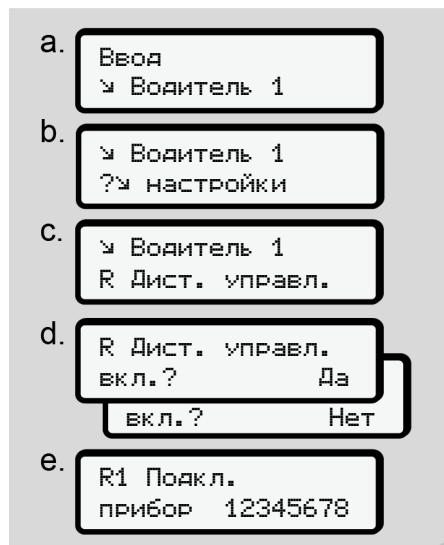 a.
Ввод
↘ Водитель 1
b.
↘ Водитель 1
?↘ настройки
c.
↘ Водитель 1
R Дист. управл.
d.
R Дист. управл.
вкл.? Да
вкл.? Нет
e.
R1 Подкл.
прибор 12345678